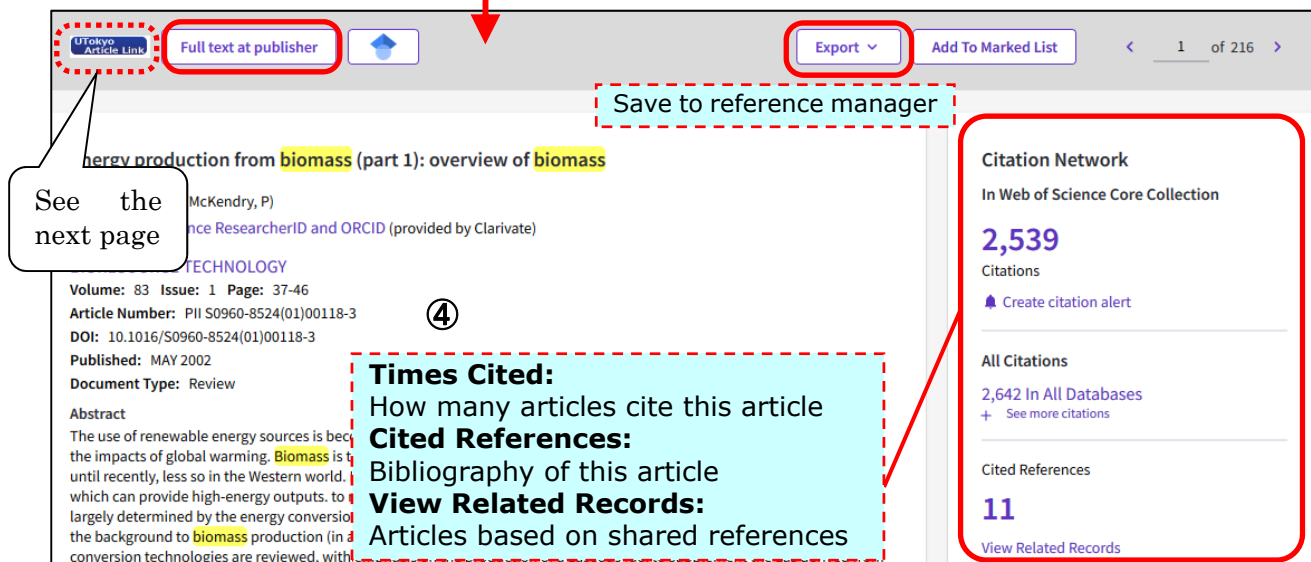 UTokyo
Article Link
Full text at publisher
Export
Add To Marked List
< 1 of 216 >
Save to reference manager
See the
next page
energy production from biomass (part 1): overview of biomass
McKendry, P)
nce ResearcherID and ORCID (provided by Clarivate)
TECHNOLOGY
Volume: 83 Issue: 1 Page: 37-46
Article Number: PII S0960-8524(01)00118-3
DOI: 10.1016/S0960-8524(01)00118-3
Published: MAY 2002
Document Type: Review
Abstract
The use of renewable energy sources is bec
the impacts of global warming. Biomass is t
until recently, less so in the Western world.
which can provide high-energy outputs. to
largely determined by the energy conversio
the background to biomass production (in a
conversion technologies are reviewed, with
④
Times Cited:
How many articles cite this article
Cited References:
Bibliography of this article
View Related Records:
Articles based on shared references
Citation Network
In Web of Science Core Collection
2,539
Citations
Create citation alert
All Citations
2,642 In All Databases
+ See more citations
Cited References
11
View Related Records